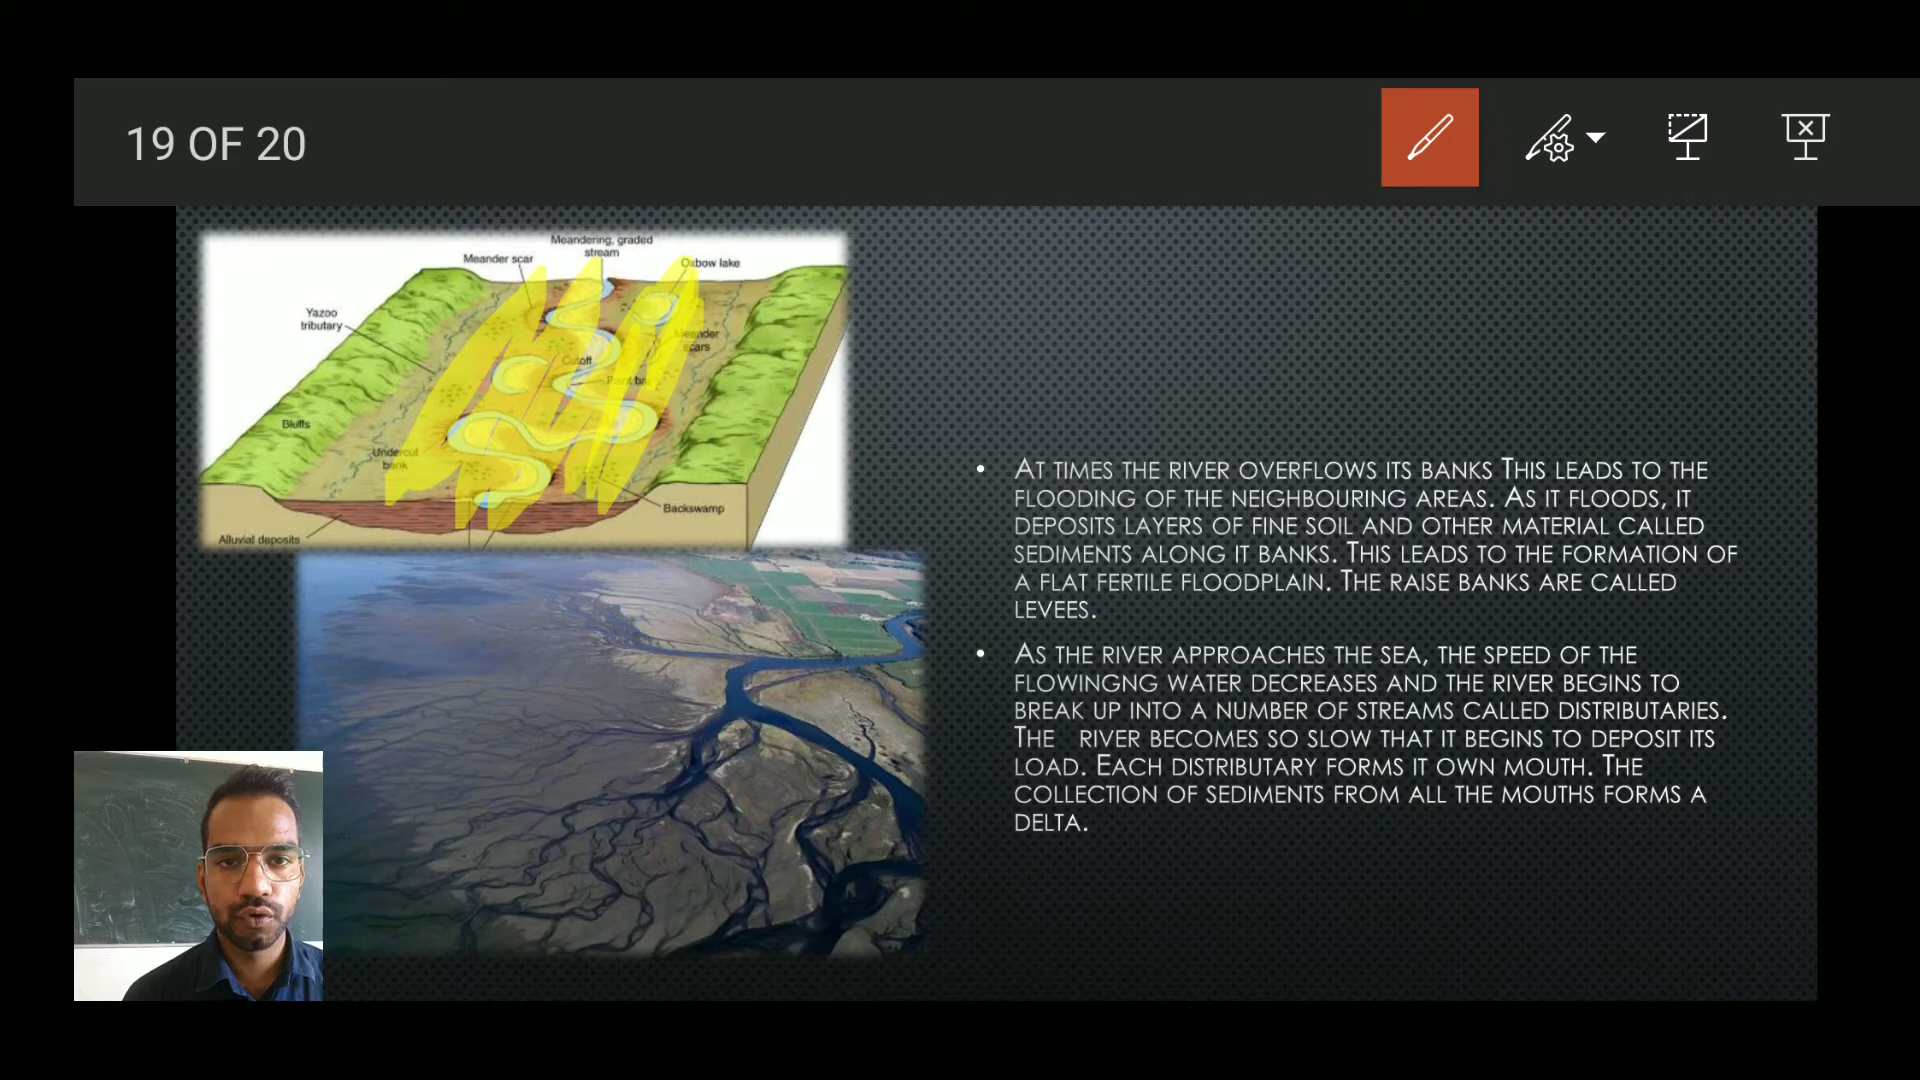 19 OF 20
Meandering, graded
stream
Meander scar
Oxbow lake
Yazoo
tributary
Meander
scars
Cutoff
Point bar
Bluffs
Undercut
bank
Backswamp
Alluvial deposits
• AT TIMES THE RIVER OVERFLOWS ITS BANKS THIS LEADS TO THE
FLOODING OF THE NEIGHBOURING AREAS. AS IT FLOODS, IT
DEPOSITS LAYERS OF FINE SOIL AND OTHER MATERIAL CALLED
SEDIMENTS ALONG IT BANKS. THIS LEADS TO THE FORMATION OF
A FLAT FERTILE FLOODPLAIN. THE RAISE BANKS ARE CALLED
LEVEES.
• AS THE RIVER APPROACHES THE SEA, THE SPEED OF THE
FLOWINGNG WATER DECREASES AND THE RIVER BEGINS TO
BREAK UP INTO A NUMBER OF STREAMS CALLED DISTRIBUTARIES.
THE RIVER BECOMES SO SLOW THAT IT BEGINS TO DEPOSIT ITS
LOAD. EACH DISTRIBUTARY FORMS IT OWN MOUTH. THE
COLLECTION OF SEDIMENTS FROM ALL THE MOUTHS FORMS A
DELTA.